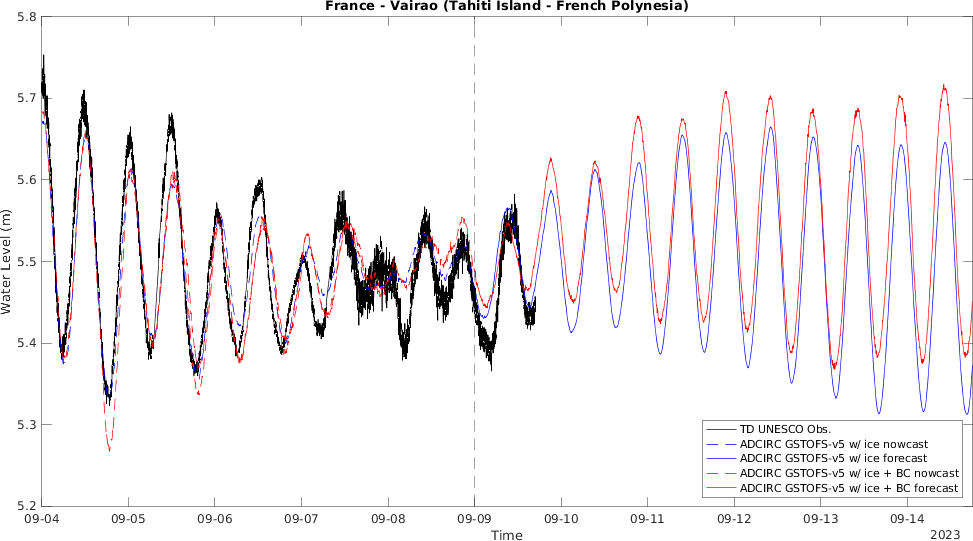 France - Vairao (Tahiti Island - French Polynesia)
5.8
5.7
5.6
5.5
5.4
5.3
5.2
Water Level (m)
TD UNESCO Obs.
ADCIRC GSTOFS-v5 w/ ice nowcast
ADCIRC GSTOFS-v5 w/ ice forecast
ADCIRC GSTOFS-v5 w/ ice + BC nowcast
ADCIRC GSTOFS-v5 w/ ice + BC forecast
09-04 09-05 09-06 09-07 09-08 09-09 09-10 09-11 09-12 09-13 09-14
Time
2023